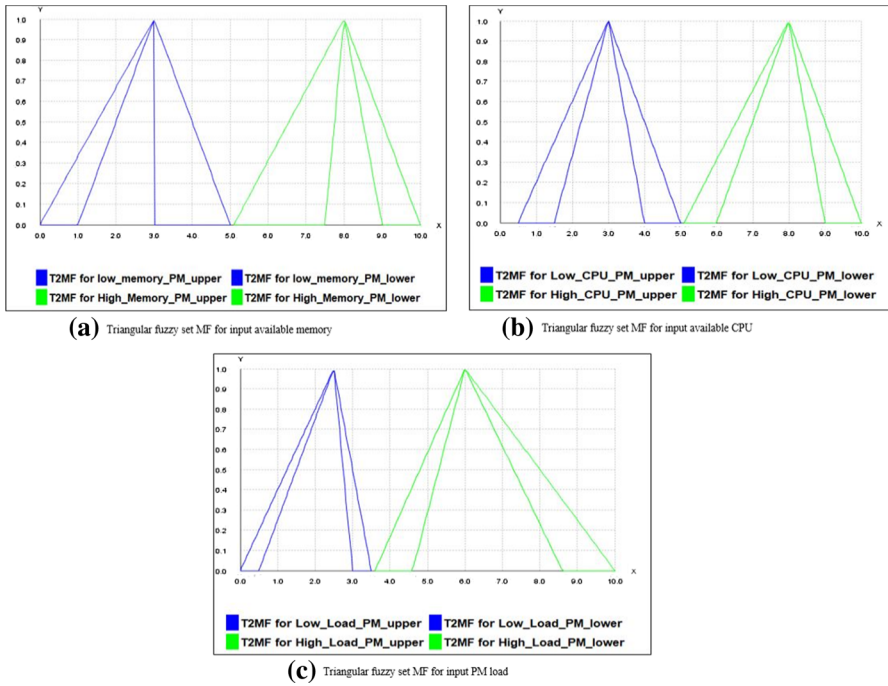 Y
1.0
0.9
0.8
0.7
0.6
0.5
0.4
0.3
0.2
0.1
0.0
0.0 1.0 2.0 3.0 4.0 5.0 6.0 7.0 8.0 9.0 10.0 X
T2MF for low_memory_PM_upper T2MF for low_memory_PM_lower
T2MF for High_Memory_PM_upper T2MF for High_Memory_PM_lower
(a) Triangular fuzzy set MF for input available memory
Y
1.0
0.9
0.8
0.7
0.6
0.5
0.4
0.3
0.2
0.1
0.0
0.0 1.0 2.0 3.0 4.0 5.0 6.0 7.0 8.0 9.0 10.0 X
T2MF for Low_CPU_PM_upper T2MF for Low_CPU_PM_lower
T2MF for High_CPU_PM_upper T2MF for High_CPU_PM_lower
(b) Triangular fuzzy set MF for input available CPU
Y
1.0
0.9
0.8
0.7
0.6
0.5
0.4
0.3
0.2
0.1
0.0
0.0 1.0 2.0 3.0 4.0 5.0 6.0 7.0 8.0 9.0 10.0 X
T2MF for Low_Load_PM_upper T2MF for Low_Load_PM_lower
T2MF for High_Load_PM_upper T2MF for High_Load_PM_lower
(c) Triangular fuzzy set MF for input PM load